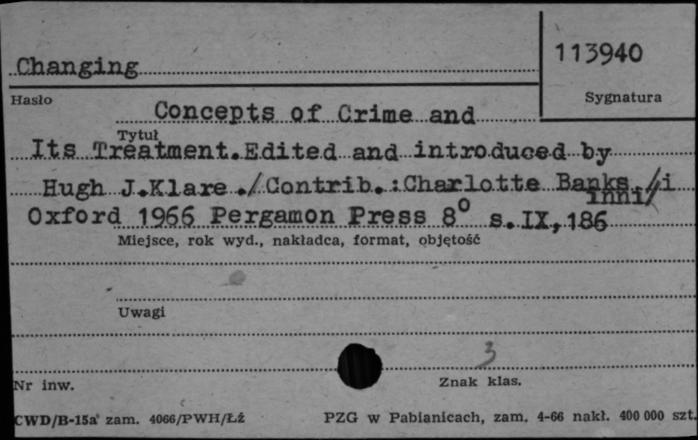 113940
Changing
Hasło
Sygnatura
Concepts of Crime and
Tytuł
Its Treatment.Edited and introduced by
Hugh J.Klare ./Contrib.:Charlotte Banks./i
inni/
Oxford 1966 Pergamon Press 8° s.IX,186
Miejsce, rok wyd., nakładca, format, objętość
Uwagi
3
Nr inw.
Znak klas.
CWD/B-15a zam. 4066/PWH/Łź
PZG w Pabianicach, zam. 4-66 nakł. 400 000 szt.